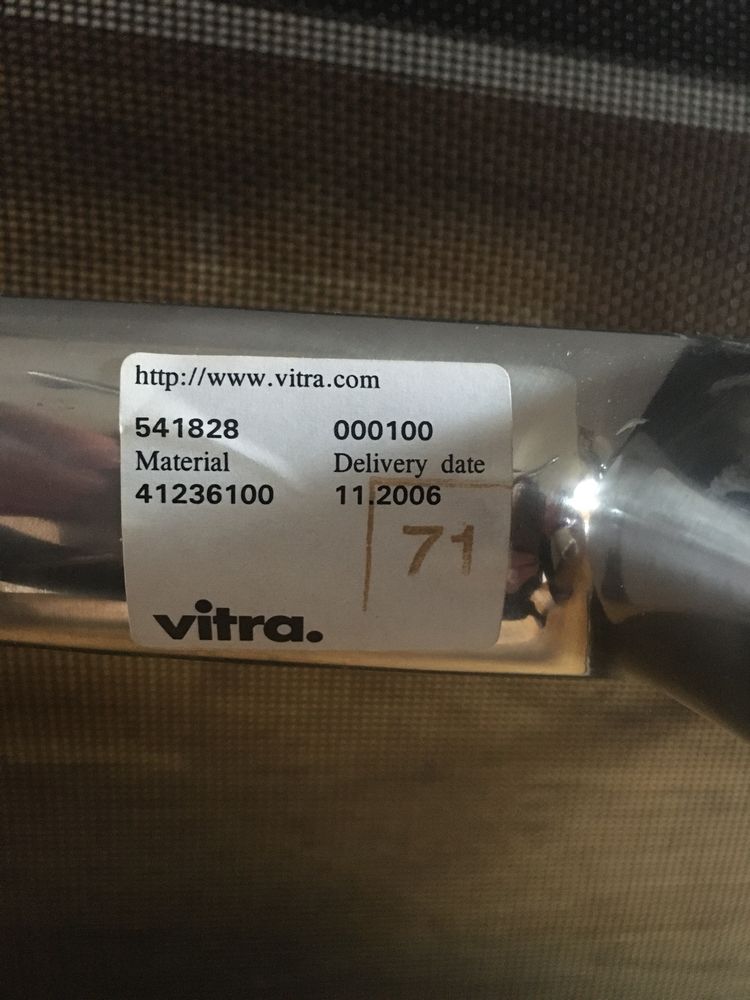 http://www.vitra.com
541828 000100
Material Delivery date
41236100 11.2006
71
vitra.